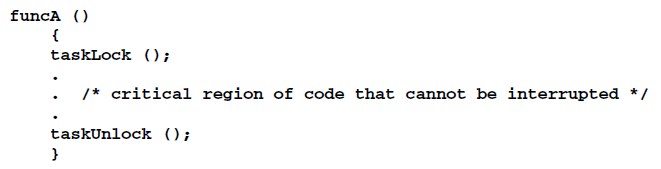 funcA ()
{
taskLock ();
.
. /* critical region of code that cannot be interrupted */
.
taskUnlock ();
}